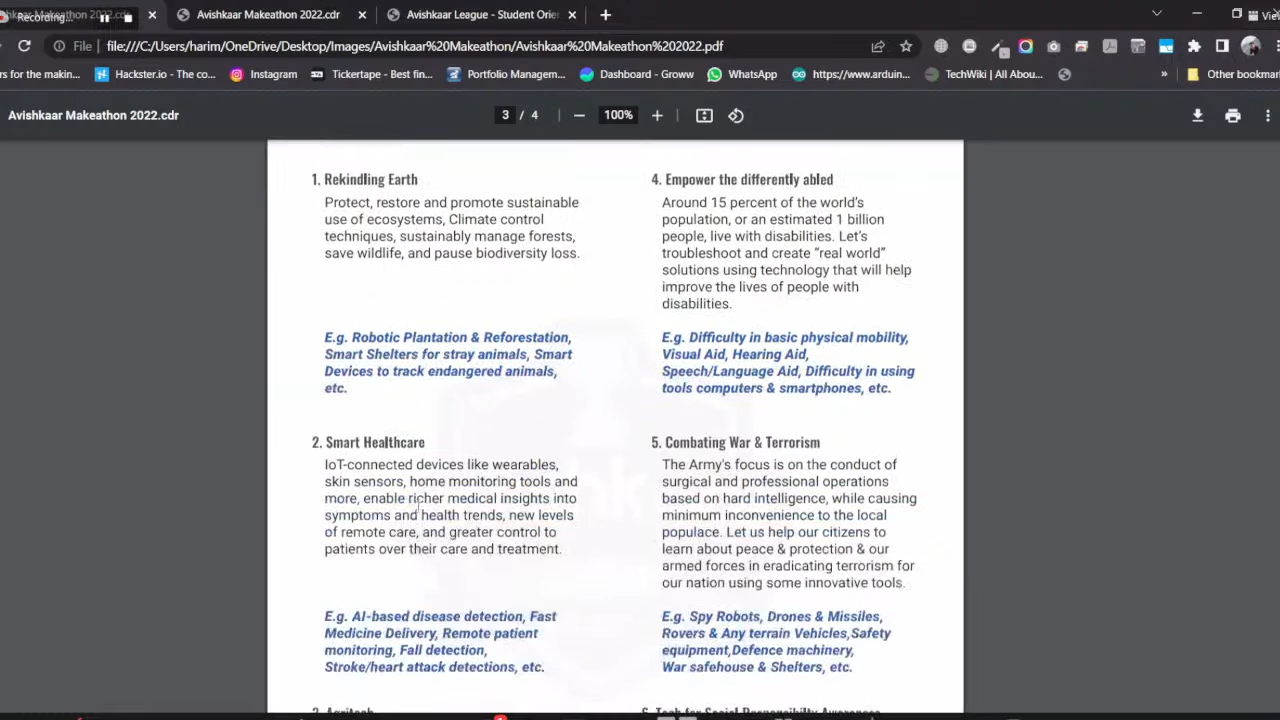 Recording...
Avishkaar Makeathon 2022.cdr
Avishkaar League - Student Orie
File
file:///C:/Users/harim/OneDrive/Desktop/Images/Avishkaar%20Makeathon/Avishkaar%20Makeathon%202022.pdf
rs for the makin...
Hackster.io - The co...
Instagram
Tickertape - Best fin...
Portfolio Managem...
Dashboard - Groww
WhatsApp
https://www.arduin...
TechWiki | All Abou...
»
Other bookmar
Avishkaar Makeathon 2022.cdr
3 / 4
100%
1. Rekindling Earth
Protect, restore and promote sustainable
use of ecosystems, Climate control
techniques, sustainably manage forests,
save wildlife, and pause biodiversity loss.
E.g. Robotic Plantation & Reforestation,
Smart Shelters for stray animals, Smart
Devices to track endangered animals,
etc.
2. Smart Healthcare
IoT-connected devices like wearables,
skin sensors, home monitoring tools and
more, enable richer medical insights into
symptoms and health trends, new levels
of remote care, and greater control to
patients over their care and treatment.
E.g. AI-based disease detection, Fast
Medicine Delivery, Remote patient
monitoring, Fall detection,
Stroke/heart attack detections, etc.
4. Empower the differently abled
Around 15 percent of the world's
population, or an estimated 1 billion
people, live with disabilities. Let's
troubleshoot and create "real world"
solutions using technology that will help
improve the lives of people with
disabilities.
E.g. Difficulty in basic physical mobility,
Visual Aid, Hearing Aid,
Speech/Language Aid, Difficulty in using
tools computers & smartphones, etc.
5. Combating War & Terrorism
The Army's focus is on the conduct of
surgical and professional operations
based on hard intelligence, while causing
minimum inconvenience to the local
populace. Let us help our citizens to
learn about peace & protection & our
armed forces in eradicating terrorism for
our nation using some innovative tools.
E.g. Spy Robots, Drones & Missiles,
Rovers & Any terrain Vehicles,Safety
equipment,Defence machinery,
War safehouse & Shelters, etc.